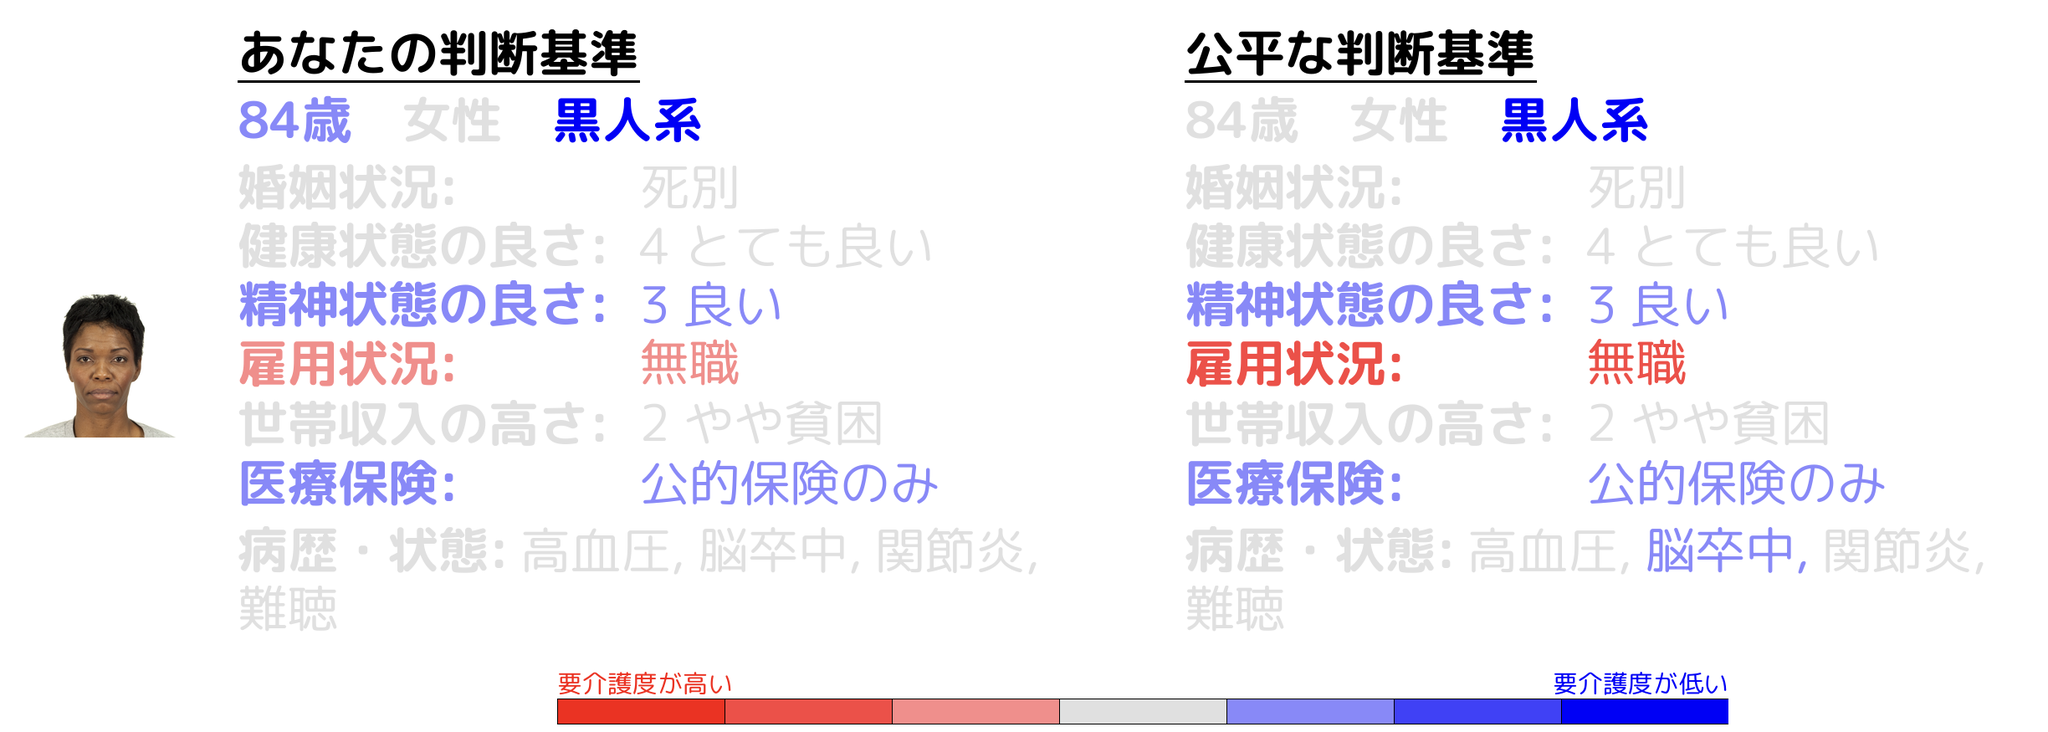 あなたの判断基準
84歳 女性 黒人系
婚姻状況: 死別
健康状態の良さ: 4 とても良い
精神状態の良さ: 3 良い
雇用状況: 無職
世帯収入の高さ: 2 やや貧困
医療保険: 公的保険のみ
病歴・状態: 高血圧, 脳卒中, 関節炎,
難聴
公平な判断基準
84歳 女性 黒人系
婚姻状況: 死別
健康状態の良さ: 4 とても良い
精神状態の良さ: 3 良い
雇用状況: 無職
世帯収入の高さ: 2 やや貧困
医療保険: 公的保険のみ
病歴・状態: 高血圧, 脳卒中, 関節炎,
難聴
要介護度が高い
要介護度が低い